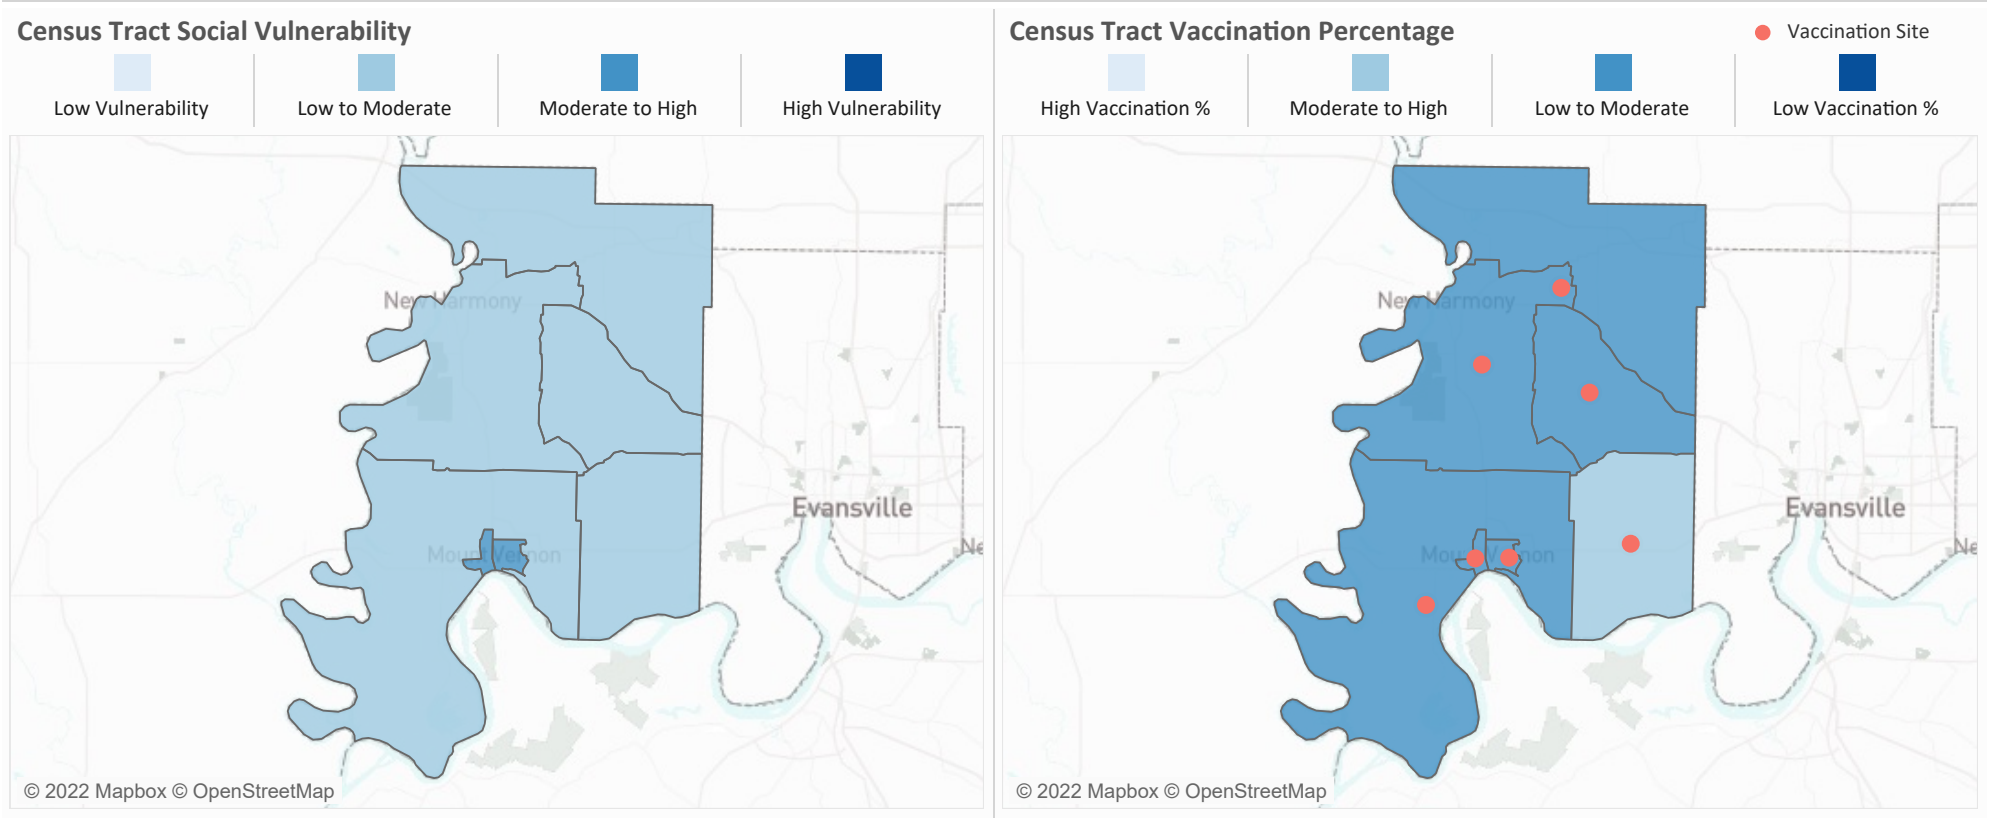 Census Tract Social Vulnerability
Low Vulnerability
Low to Moderate
Moderate to High
High Vulnerability
New Harmony
Mount Vernon
Evansville
Ne
© 2022 Mapbox © OpenStreetMap
Census Tract Vaccination Percentage
Vaccination Site
High Vaccination %
Moderate to High
Low to Moderate
Low Vaccination %
New Harmony
Mount Vernon
Evansville
Ne
© 2022 Mapbox © OpenStreetMap